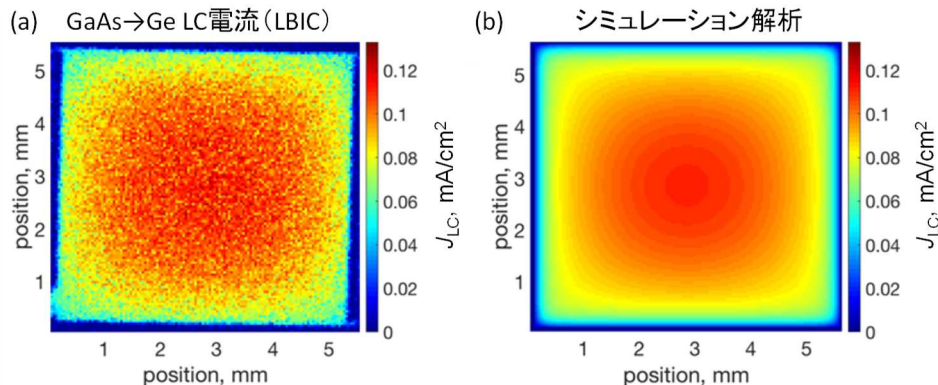 (a) GaAs→Ge LC電流(LBIC)
(b) シミュレーション解析
position, mm
5
4
3
2
1
1 2 3 4 5
position, mm
0.12
0.1
0.08
0.06
0.04
0.02
0
JLC, mA/cm²
position, mm
5
4
3
2
1
1 2 3 4 5
position, mm
0.12
0.1
0.08
0.06
0.04
0.02
0
JLC, mA/cm²